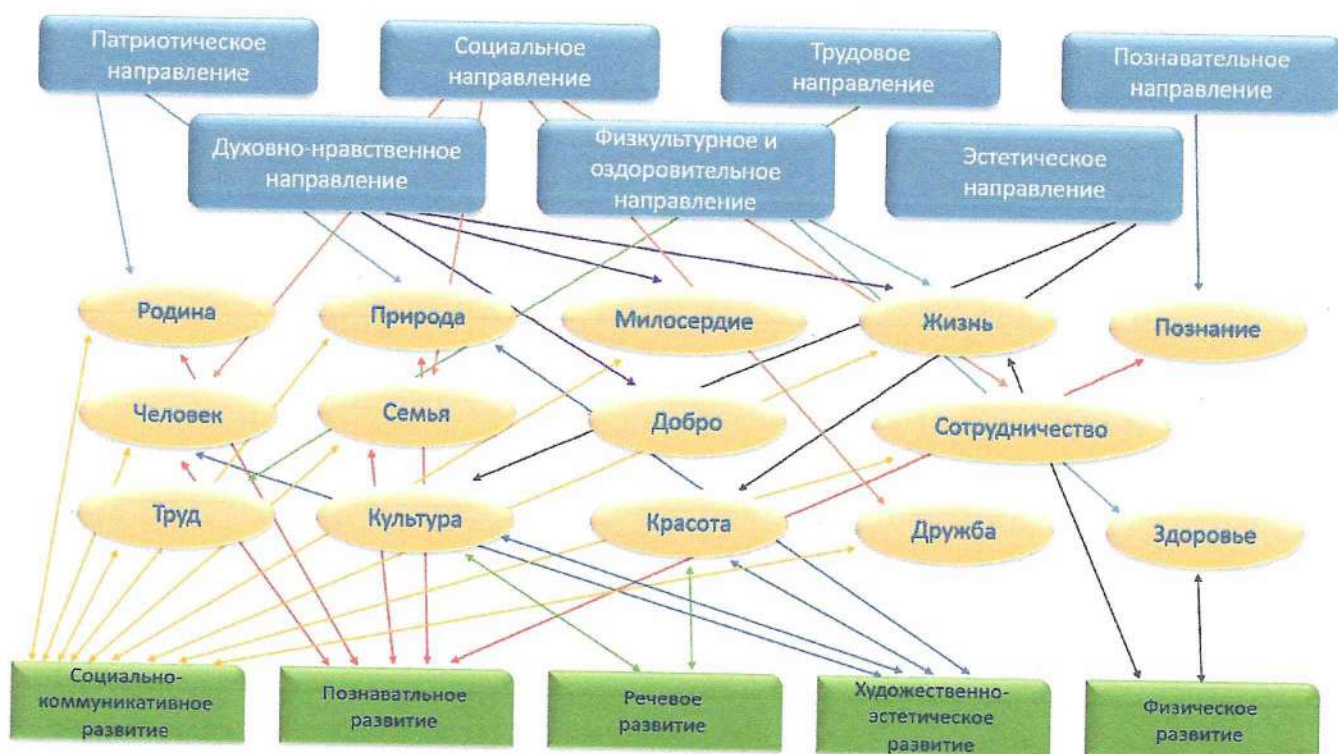 Патриотическое
направление
Социальное
направление
Трудовое
направление
Познавательное
направление
Духовно-нравственное
направление
Физкультурное и
оздоровительное
направление
Эстетическое
направление
Родина
Природа
Милосердие
Жизнь
Познание
Человек
Семья
Добро
Сотрудничество
Труд
Культура
Красота
Дружба
Здоровье
Социально-
коммуникативное
развитие
Познаватльное
развитие
Речевое
развитие
Художественно-
эстетическое
развитие
Физическое
развитие